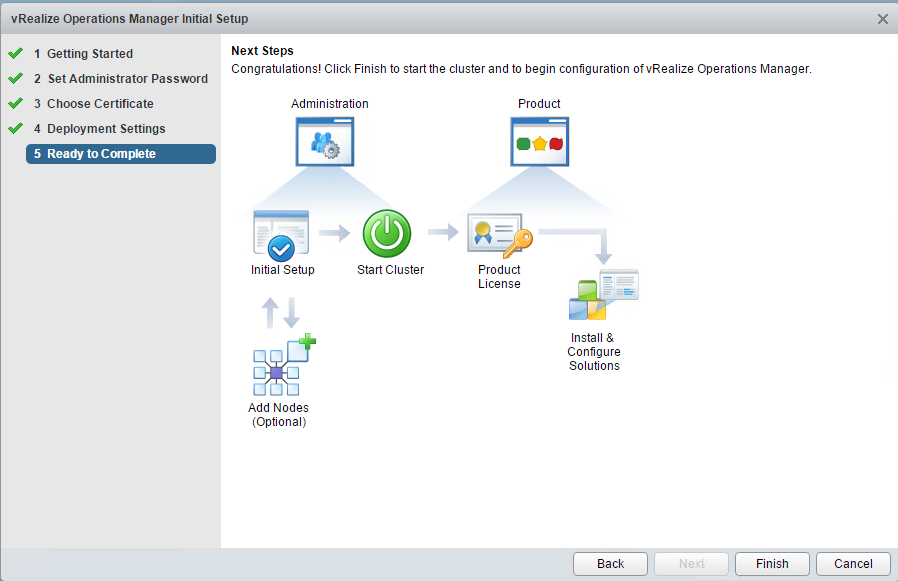 vRealize Operations Manager Initial Setup
1 Getting Started
2 Set Administrator Password
3 Choose Certificate
4 Deployment Settings
5 Ready to Complete
Next Steps
Congratulations! Click Finish to start the cluster and to begin configuration of vRealize Operations Manager.
Administration
Product
Initial Setup
Start Cluster
Product
License
Install &
Configure
Solutions
Add Nodes
(Optional)
Back
Next
Finish
Cancel